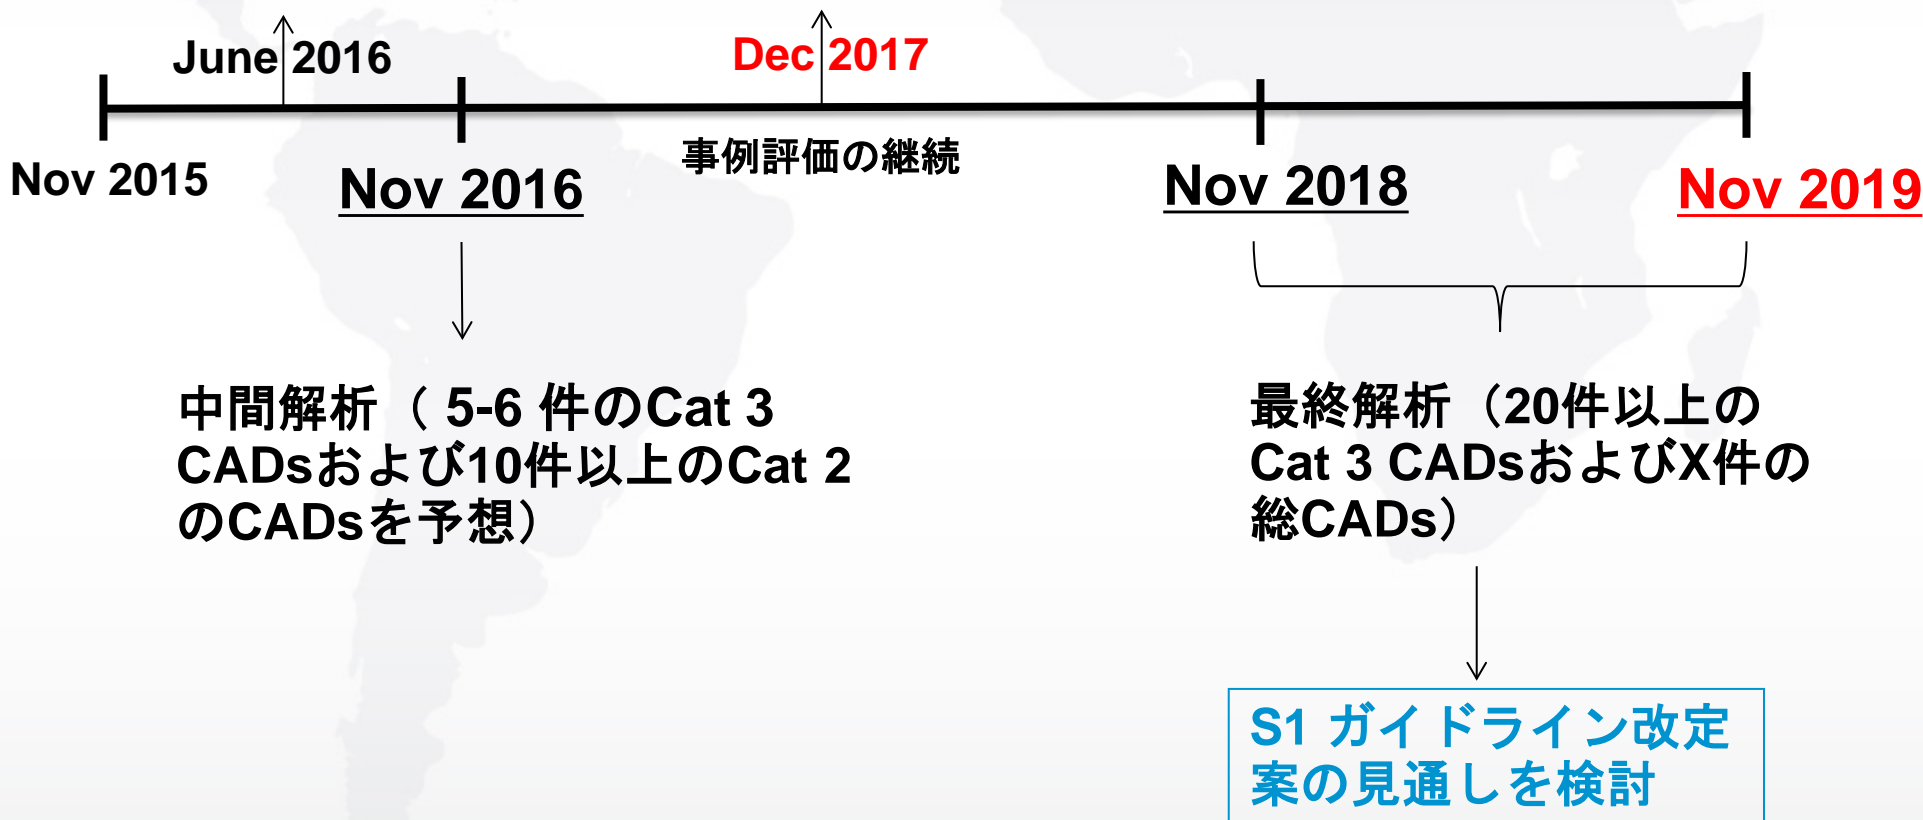 June 2016
Dec 2017
Nov 2015
Nov 2016
事例評価の継続
Nov 2018
Nov 2019
中間解析（ 5-6 件のCat 3
CADsおよび10件以上のCat 2
のCADsを予想）
最終解析（20件以上の
Cat 3 CADsおよびX件の
総CADs）
S1 ガイドライン改定
案の見通しを検討